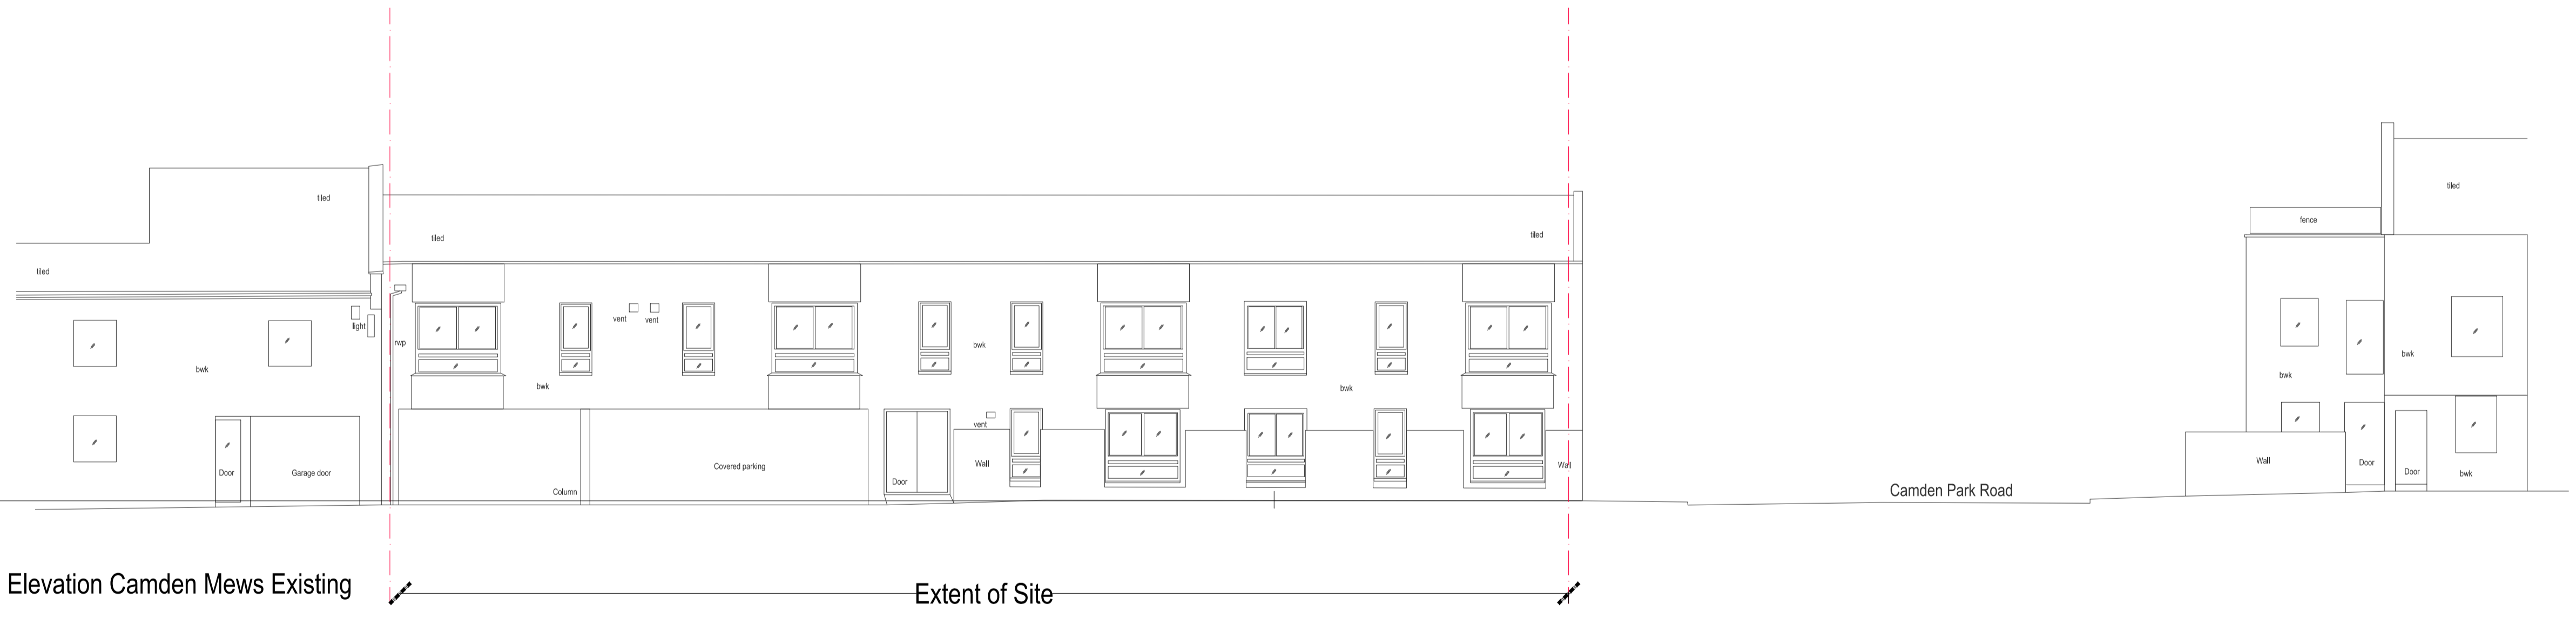 tiled
tiled
tiled
tiled
tiled
fence
light
vent
vent
rwp
bwk
bwk
bwk
bwk
bwk
bwk
vent
Door
Garage door
Column
Covered parking
Door
Wall
Wall
Wall
Door
Door
bwk
Camden Park Road
Elevation Camden Mews Existing
Extent of Site